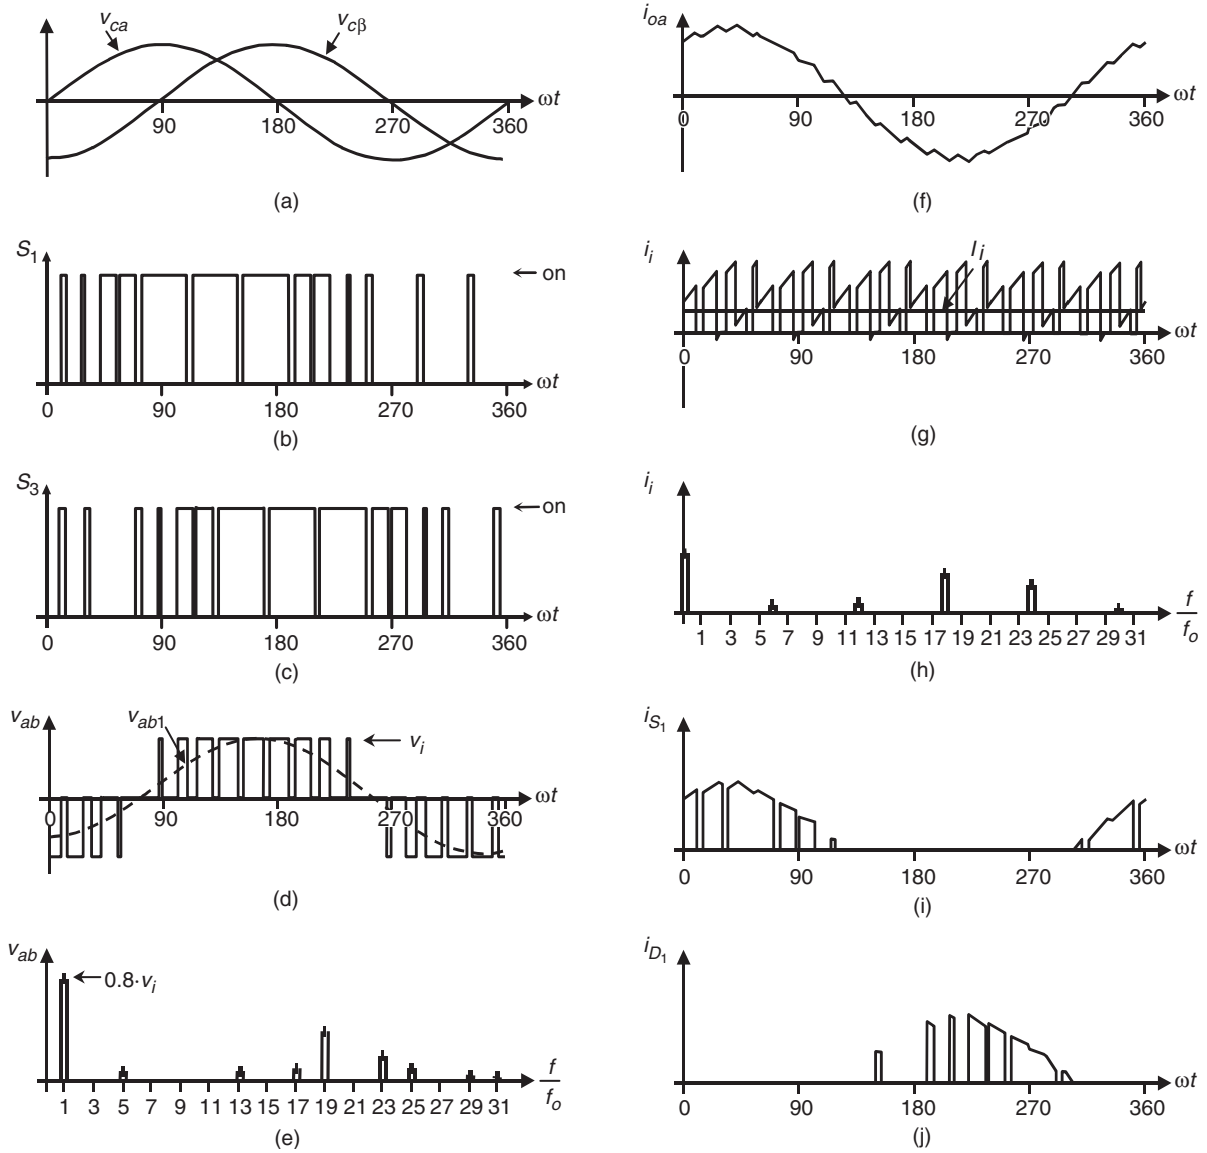 v_ca v_cβ
ωt
90 180 270 360
(a)
S_1
on
ωt
0 90 180 270 360
(b)
S_3
on
ωt
0 90 180 270 360
(c)
v_ab v_ab1
v_i
ωt
0 90 180 270 360
(d)
v_ab
0.8·v_i
1 3 5 7 9 11 13 15 17 19 21 23 25 27 29 31
f/f_o
(e)
i_oa
ωt
0 90 180 270 360
(f)
i_i I_i
ωt
0 90 180 270 360
(g)
i_i
1 3 5 7 9 11 13 15 17 19 21 23 25 27 29 31
f/f_o
(h)
i_S_1
ωt
0 90 180 270 360
(i)
i_D_1
ωt
0 90 180 270 360
(j)